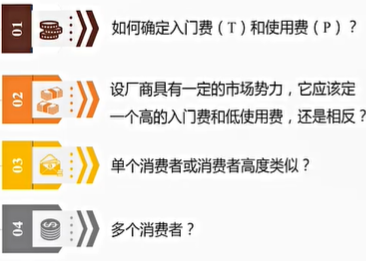 01
如何确定入门费(T)和使用费(P)?
02
设厂商具有一定的市场势力,它应该定
一个高的入门费和低使用费,还是相反?
03
单个消费者或消费者高度类似?
04
多个消费者?